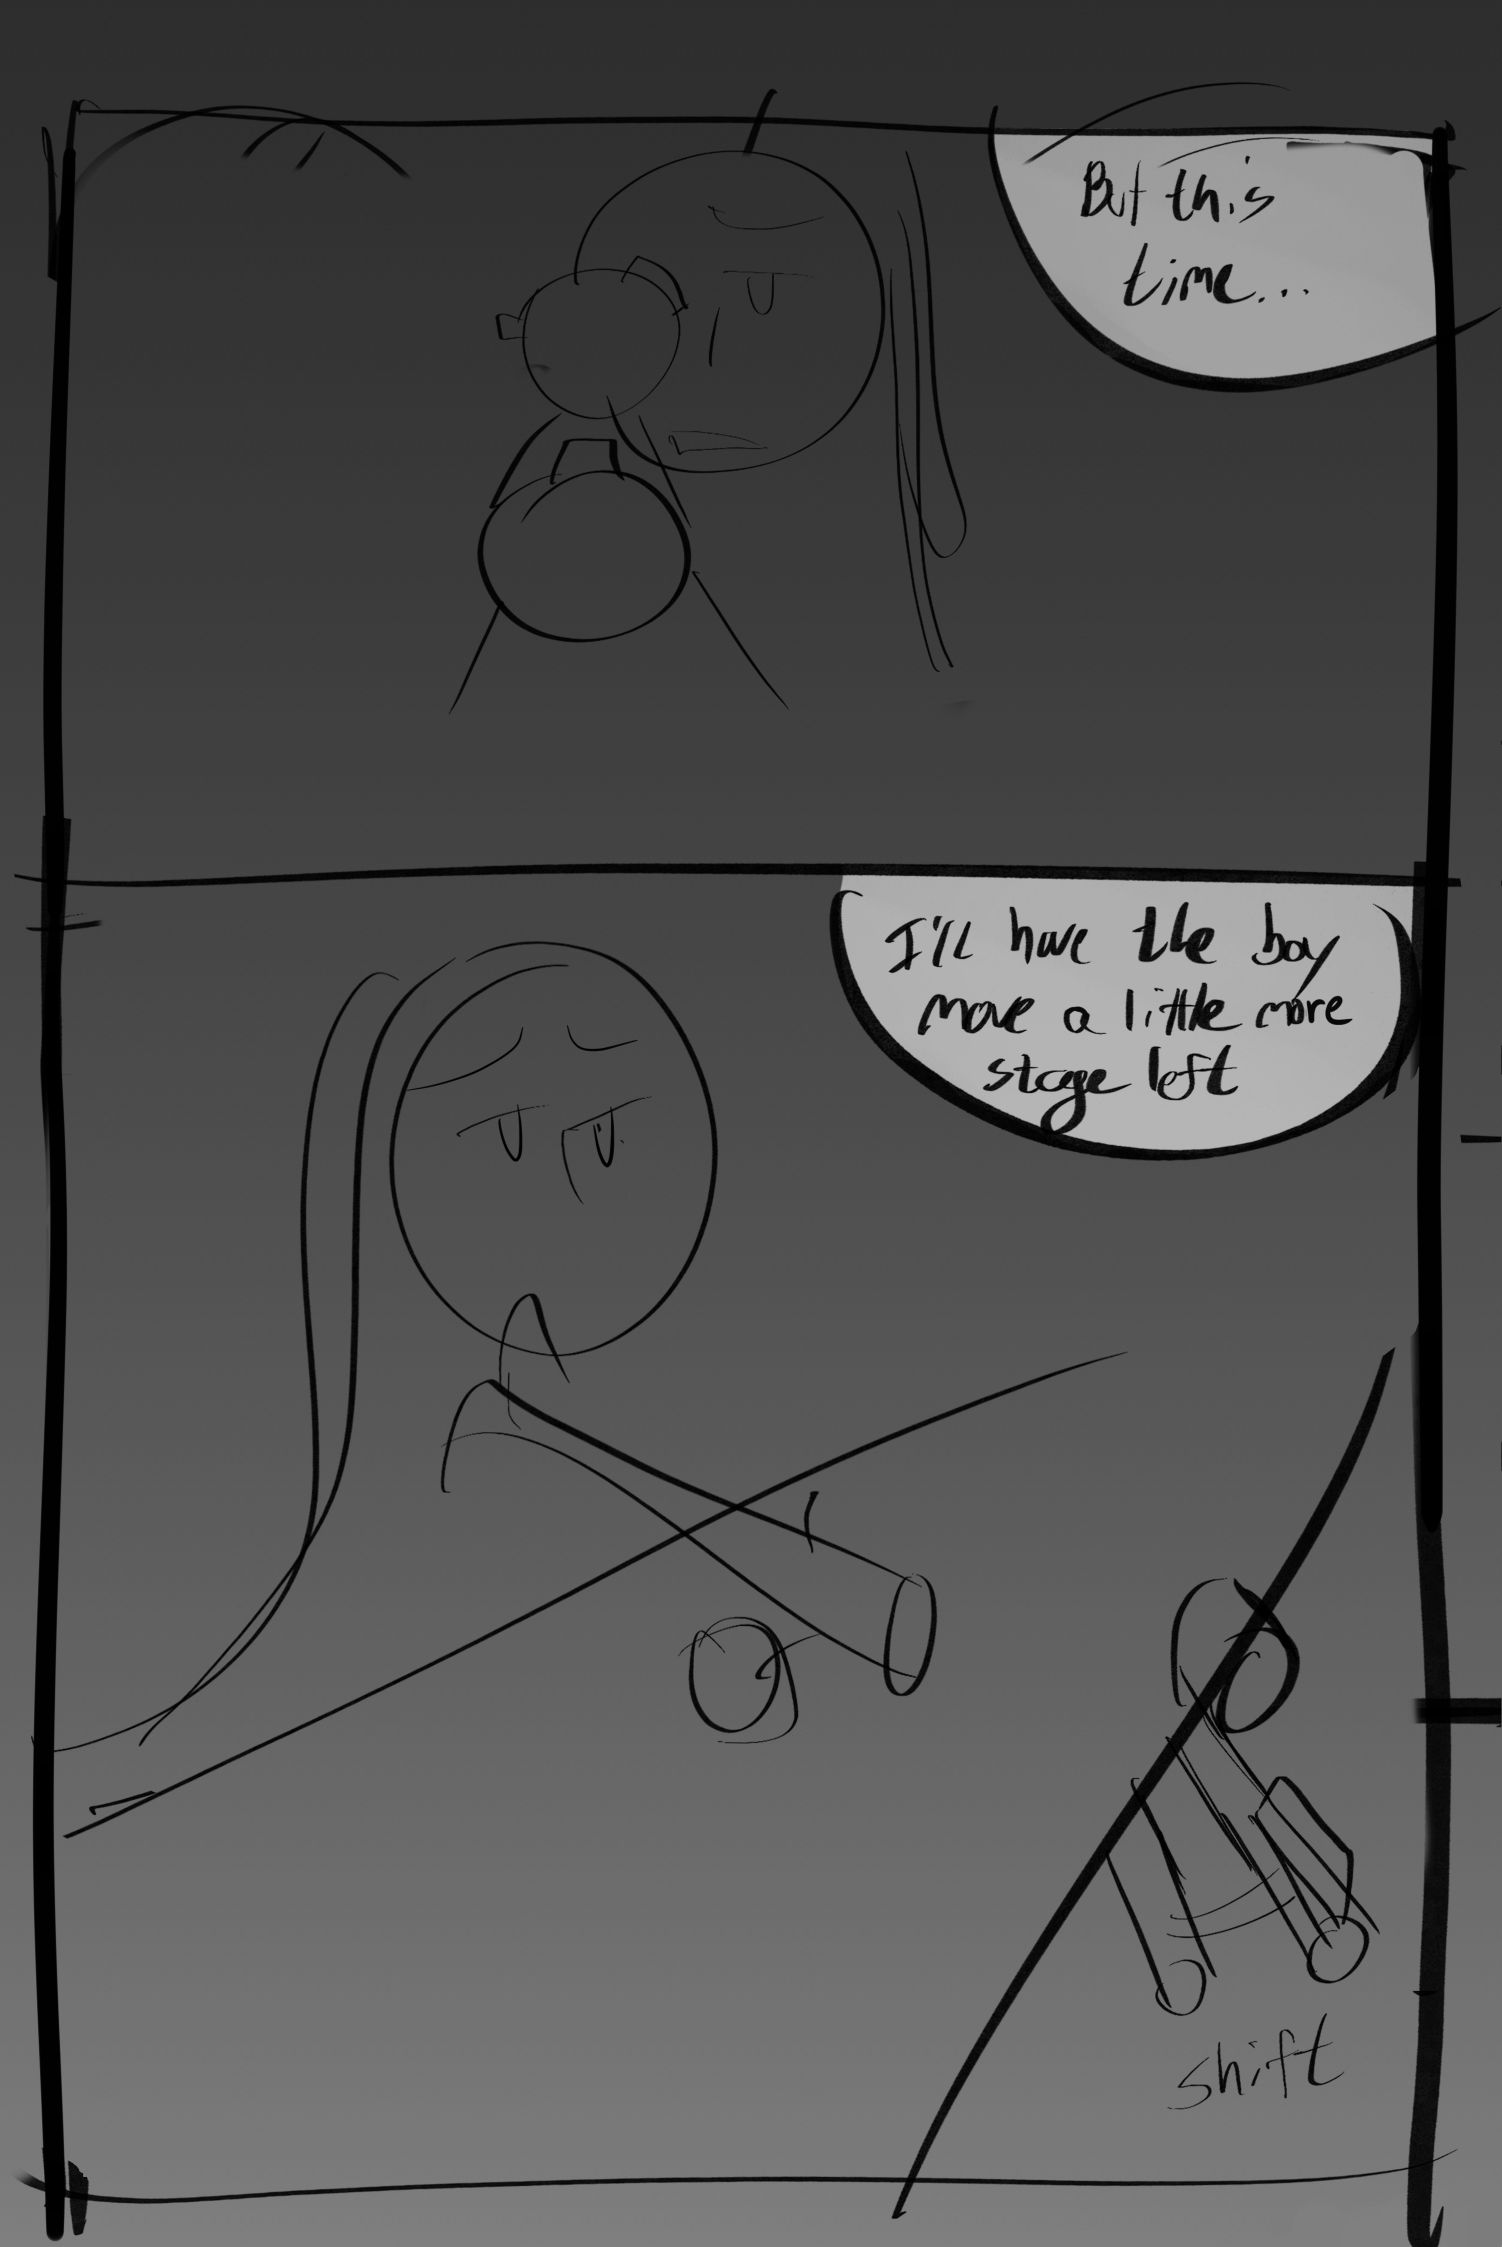 But this
time...
I'll have the boy
move a little more
stage left
shift